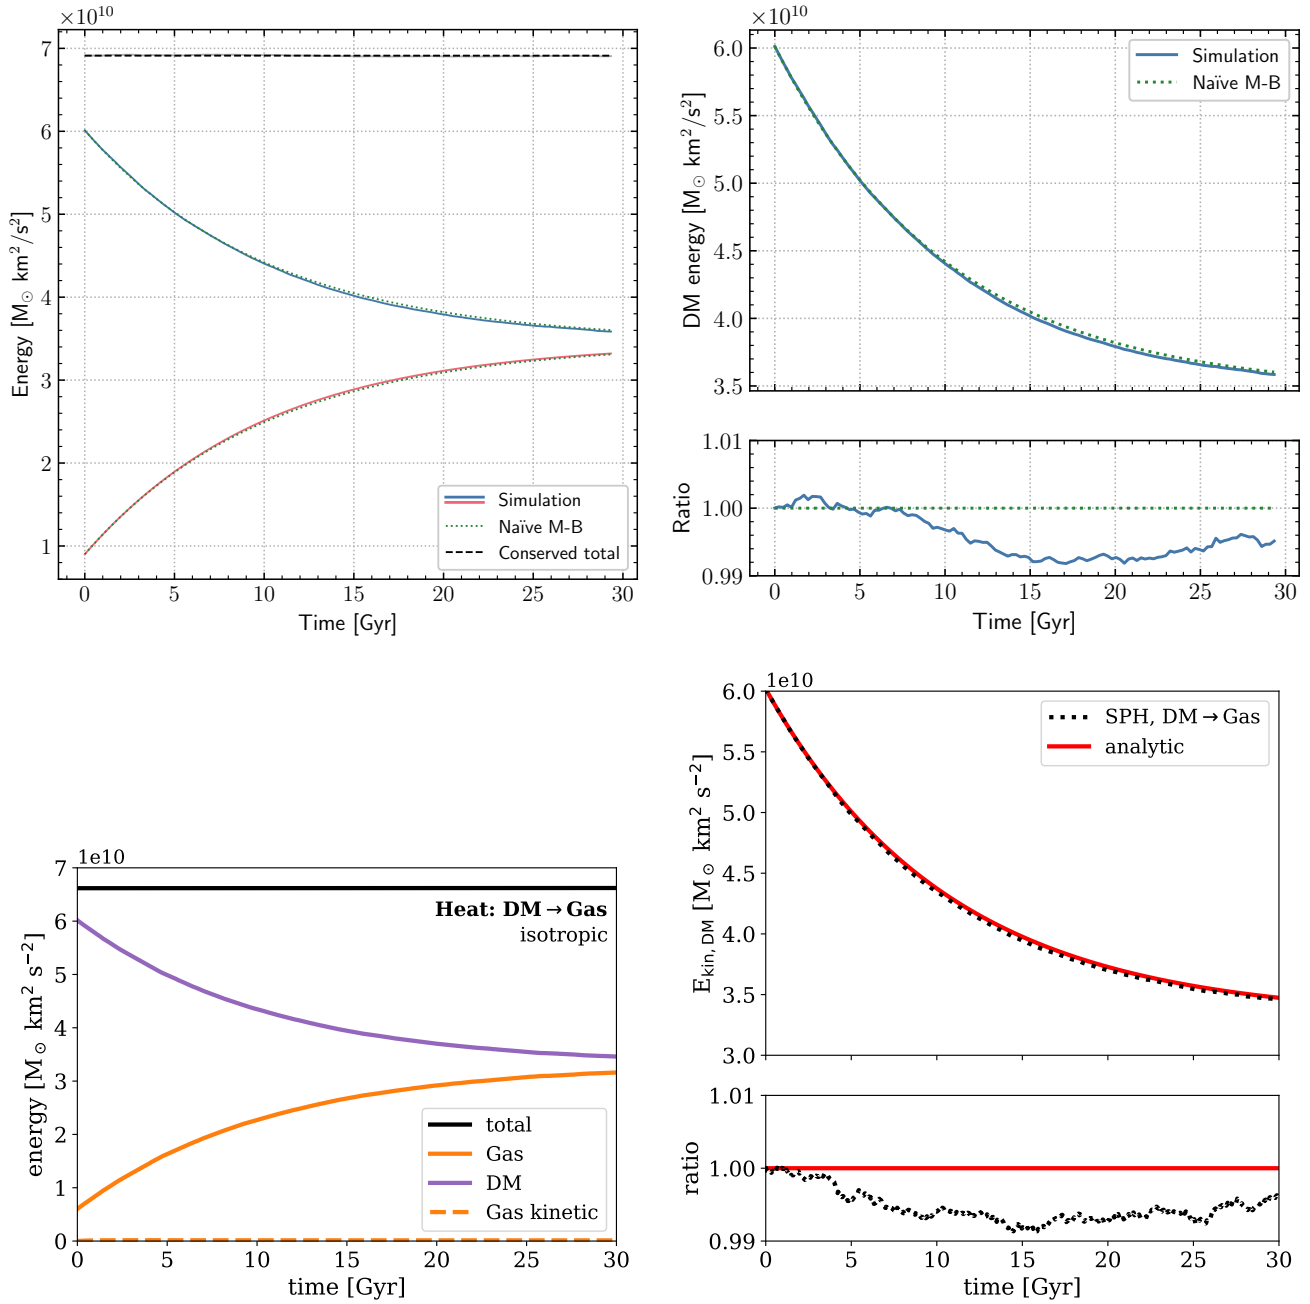 ×10¹⁰
7
6
5
4
3
2
1
Energy [M⊙ km²/s²]
Simulation
Naïve M-B
Conserved total
0 5 10 15 20 25 30
Time [Gyr]
×10¹⁰
6.0
5.5
5.0
4.5
4.0
3.5
DM energy [M⊙ km²/s²]
Simulation
Naïve M-B
1.01
1.00
0.99
Ratio
0 5 10 15 20 25 30
Time [Gyr]
1e10
7
6
5
4
3
2
1
0
energy [M⊙ km² s⁻²]
Heat: DM→Gas
isotropic
total
Gas
DM
Gas kinetic
0 5 10 15 20 25 30
time [Gyr]
1e10
6.0
5.5
5.0
4.5
4.0
3.5
3.0
E_kin, DM [M⊙ km² s⁻²]
SPH, DM→Gas
analytic
1.01
1.00
0.99
ratio
0 5 10 15 20 25 30
time [Gyr]